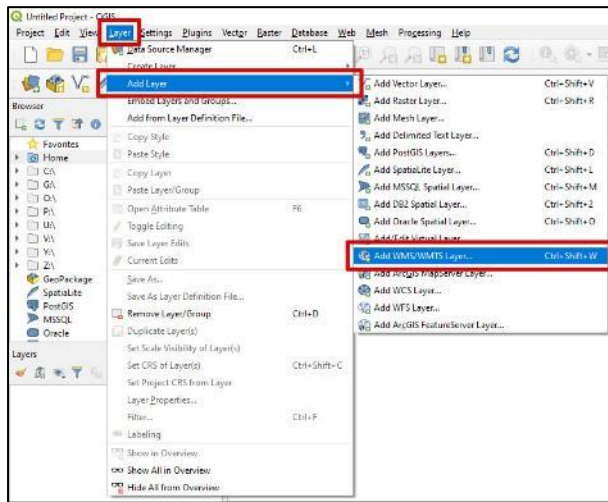 Untitled Project - QGIS
Project Edit View Layer Settings Plugins Vector Raster Database Web Mesh Processing Help
Data Source Manager Ctrl+L
Create Layer
Add Layer
Embed Layers and Groups...
Add from Layer Definition File...
Copy Style
Paste Style
Copy Layer
Paste Layer/Group
Open Attribute Table F6
Toggle Editing
Save Layer Edits
Current Edits
Save As...
Save As Layer Definition File...
Remove Layer/Group Ctrl+D
Duplicate Layer(s)
Set Scale Visibility of Layer(s)
Set CRS of Layer(s) Ctrl+Shift+C
Set Project CRS from Layer
Layer Properties...
Filter... Ctrl+F
Labeling
Show in Overview
Show All in Overview
Hide All from Overview
Add Vector Layer... Ctrl+Shift+V
Add Raster Layer... Ctrl+Shift+R
Add Mesh Layer...
Add Delimited Text Layer...
Add PostGIS Layers... Ctrl+Shift+D
Add SpatiaLite Layer... Ctrl+Shift+L
Add MSSQL Spatial Layer... Ctrl+Shift+M
Add DB2 Spatial Layer... Ctrl+Shift+2
Add Oracle Spatial Layer... Ctrl+Shift+O
Add/Edit Virtual Layer...
Add WMS/WMTS Layer... Ctrl+Shift+W
Add ArcGIS MapServer Layer...
Add WCS Layer...
Add WFS Layer...
Add ArcGIS FeatureServer Layer...
Browser
Favorites
Home
C:\
G:\
O:\
P:\
U:\
V:\
Y:\
Z:\
GeoPackage
SpatiaLite
PostGIS
MSSQL
Oracle
Layers